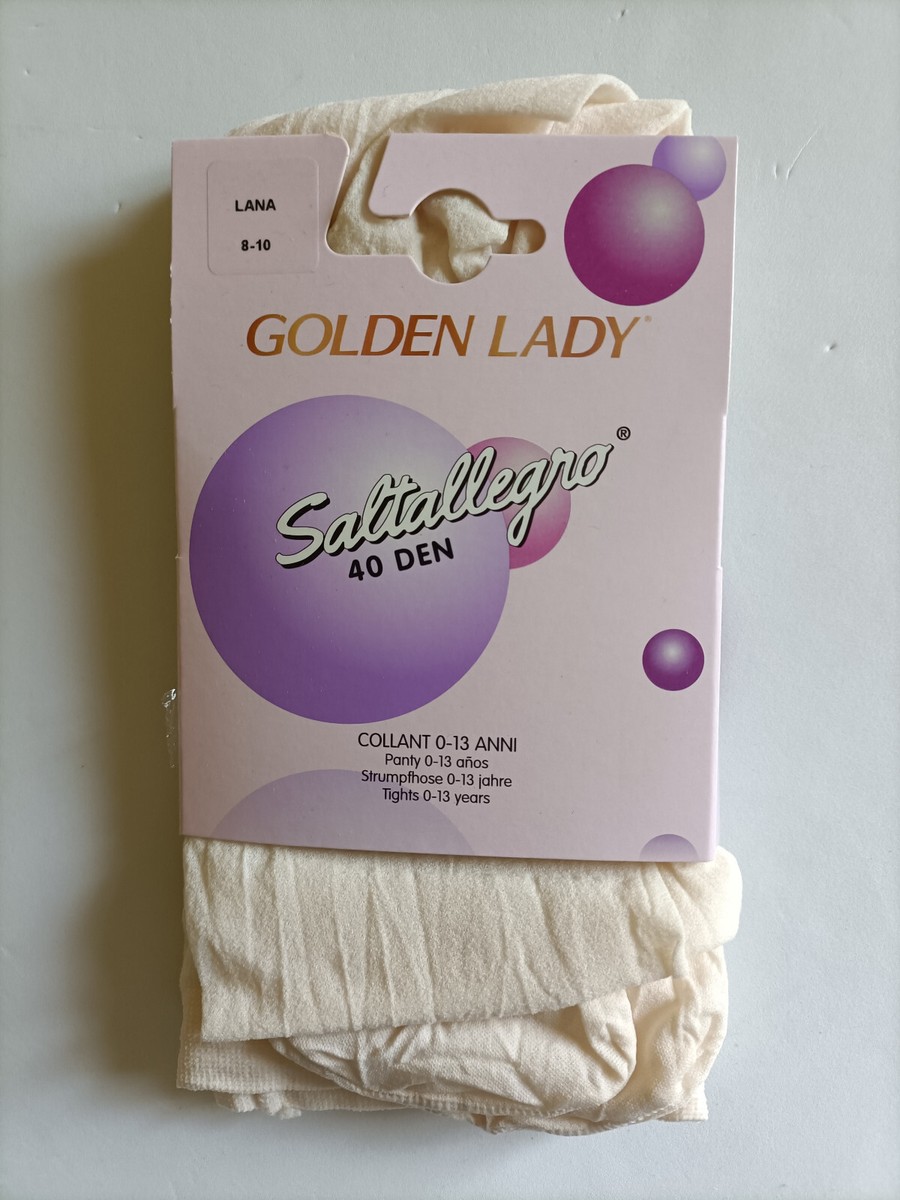 LANA
8-10
GOLDEN LADY®
Saltallegro®
40 DEN
COLLANT 0-13 ANNI
Panty 0-13 años
Strumpfhose 0-13 jahre
Tights 0-13 years